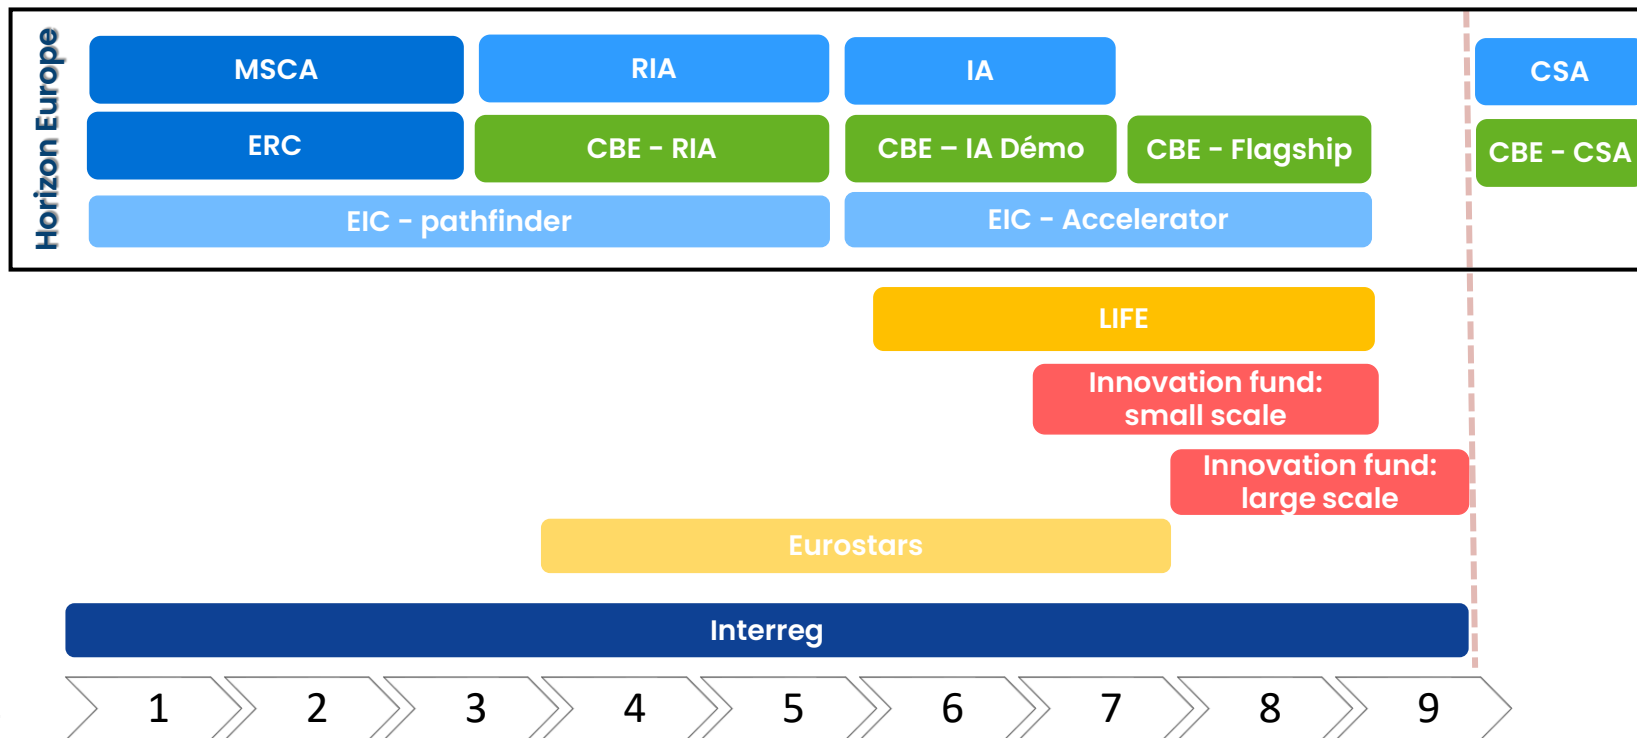 Horizon Europe
MSCA
RIA
IA
CSA
ERC
CBE - RIA
CBE – IA Démo
CBE - Flagship
CBE - CSA
EIC - pathfinder
EIC - Accelerator
LIFE
Innovation fund:
small scale
Innovation fund:
large scale
Eurostars
Interreg
1
2
3
4
5
6
7
8
9